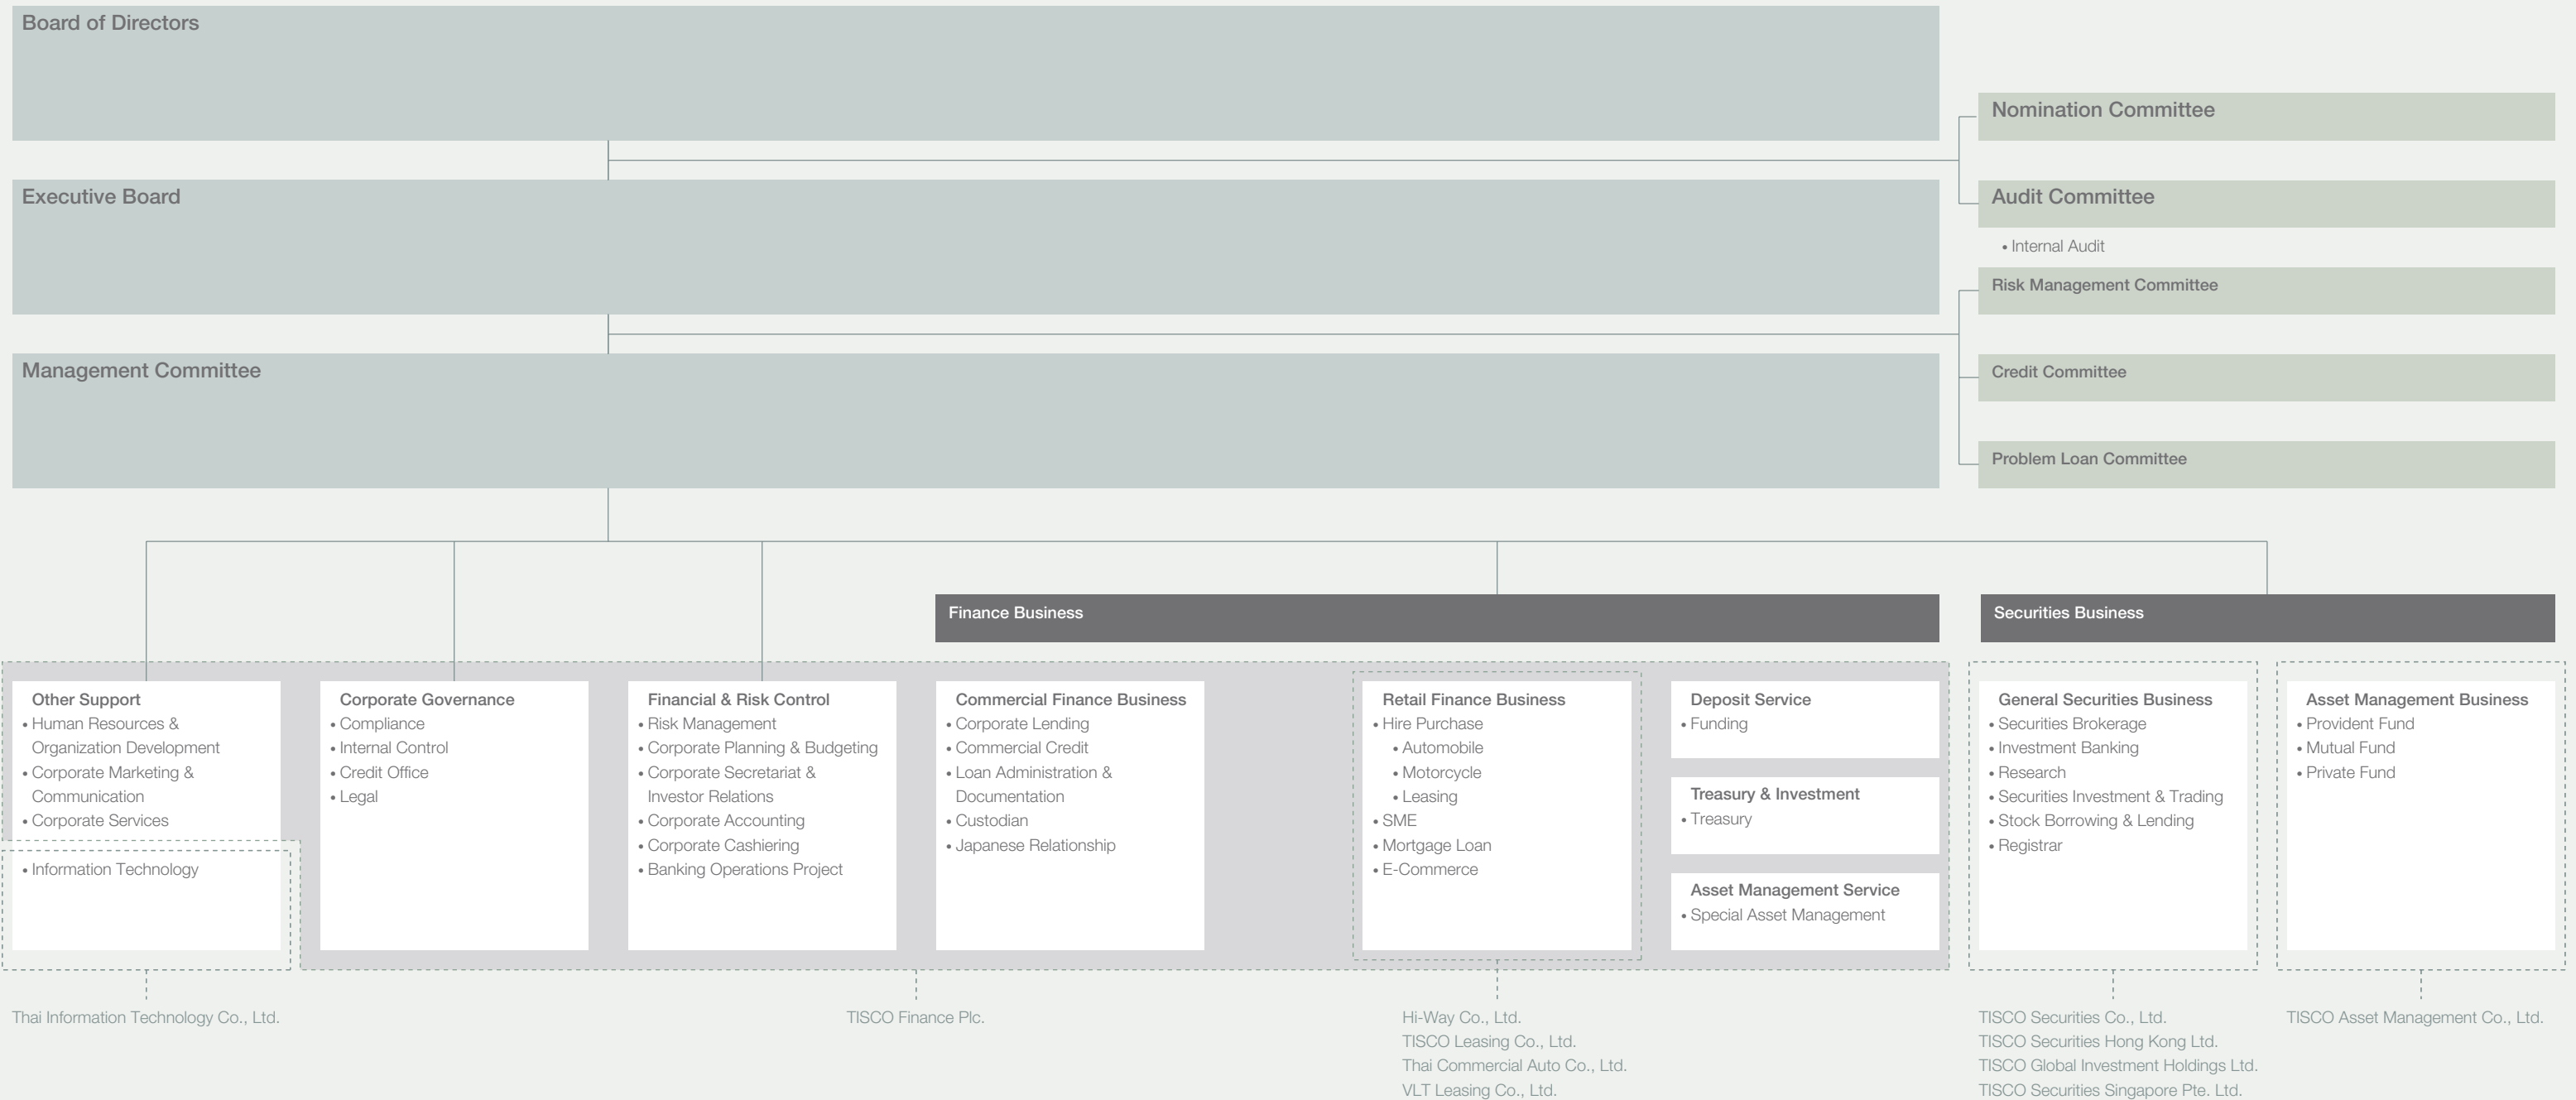 Board of Directors
Nomination Committee
Executive Board
Audit Committee
• Internal Audit
Risk Management Committee
Management Committee
Credit Committee
Problem Loan Committee
Finance Business
Securities Business
Other Support
• Human Resources &
Organization Development
• Corporate Marketing &
Communication
• Corporate Services
• Information Technology
Corporate Governance
• Compliance
• Internal Control
• Credit Office
• Legal
Financial & Risk Control
• Risk Management
• Corporate Planning & Budgeting
• Corporate Secretariat &
Investor Relations
• Corporate Accounting
• Corporate Cashiering
• Banking Operations Project
Commercial Finance Business
• Corporate Lending
• Commercial Credit
• Loan Administration &
Documentation
• Custodian
• Japanese Relationship
Retail Finance Business
• Hire Purchase
• Automobile
• Motorcycle
• Leasing
• SME
• Mortgage Loan
• E-Commerce
Deposit Service
• Funding
Treasury & Investment
• Treasury
Asset Management Service
• Special Asset Management
General Securities Business
• Securities Brokerage
• Investment Banking
• Research
• Securities Investment & Trading
• Stock Borrowing & Lending
• Registrar
Asset Management Business
• Provident Fund
• Mutual Fund
• Private Fund
Thai Information Technology Co., Ltd.
TISCO Finance Plc.
Hi-Way Co., Ltd.
TISCO Leasing Co., Ltd.
Thai Commercial Auto Co., Ltd.
VLT Leasing Co., Ltd.
TISCO Securities Co., Ltd.
TISCO Securities Hong Kong Ltd.
TISCO Global Investment Holdings Ltd.
TISCO Securities Singapore Pte. Ltd.
TISCO Asset Management Co., Ltd.